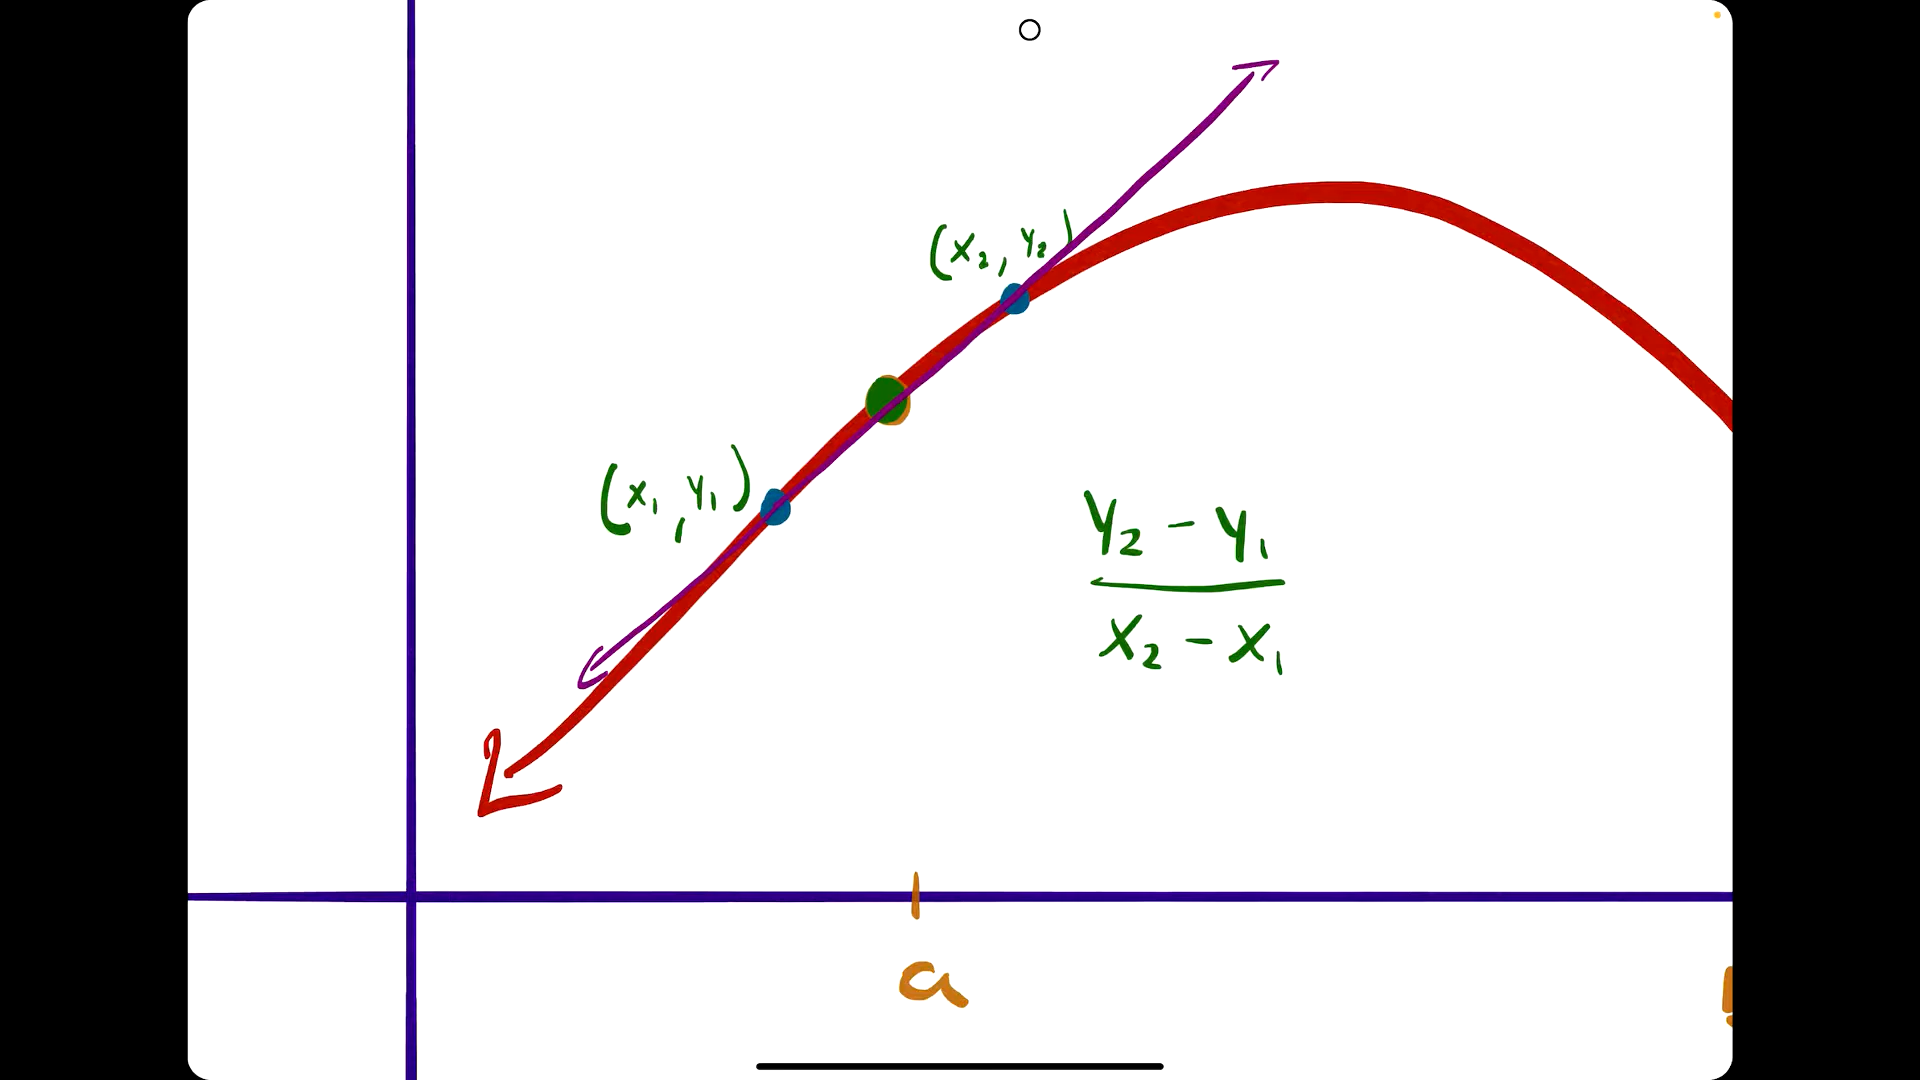 (x₂, y₂)
(x₁, y₁)
y₂ - y₁
x₂ - x₁
a